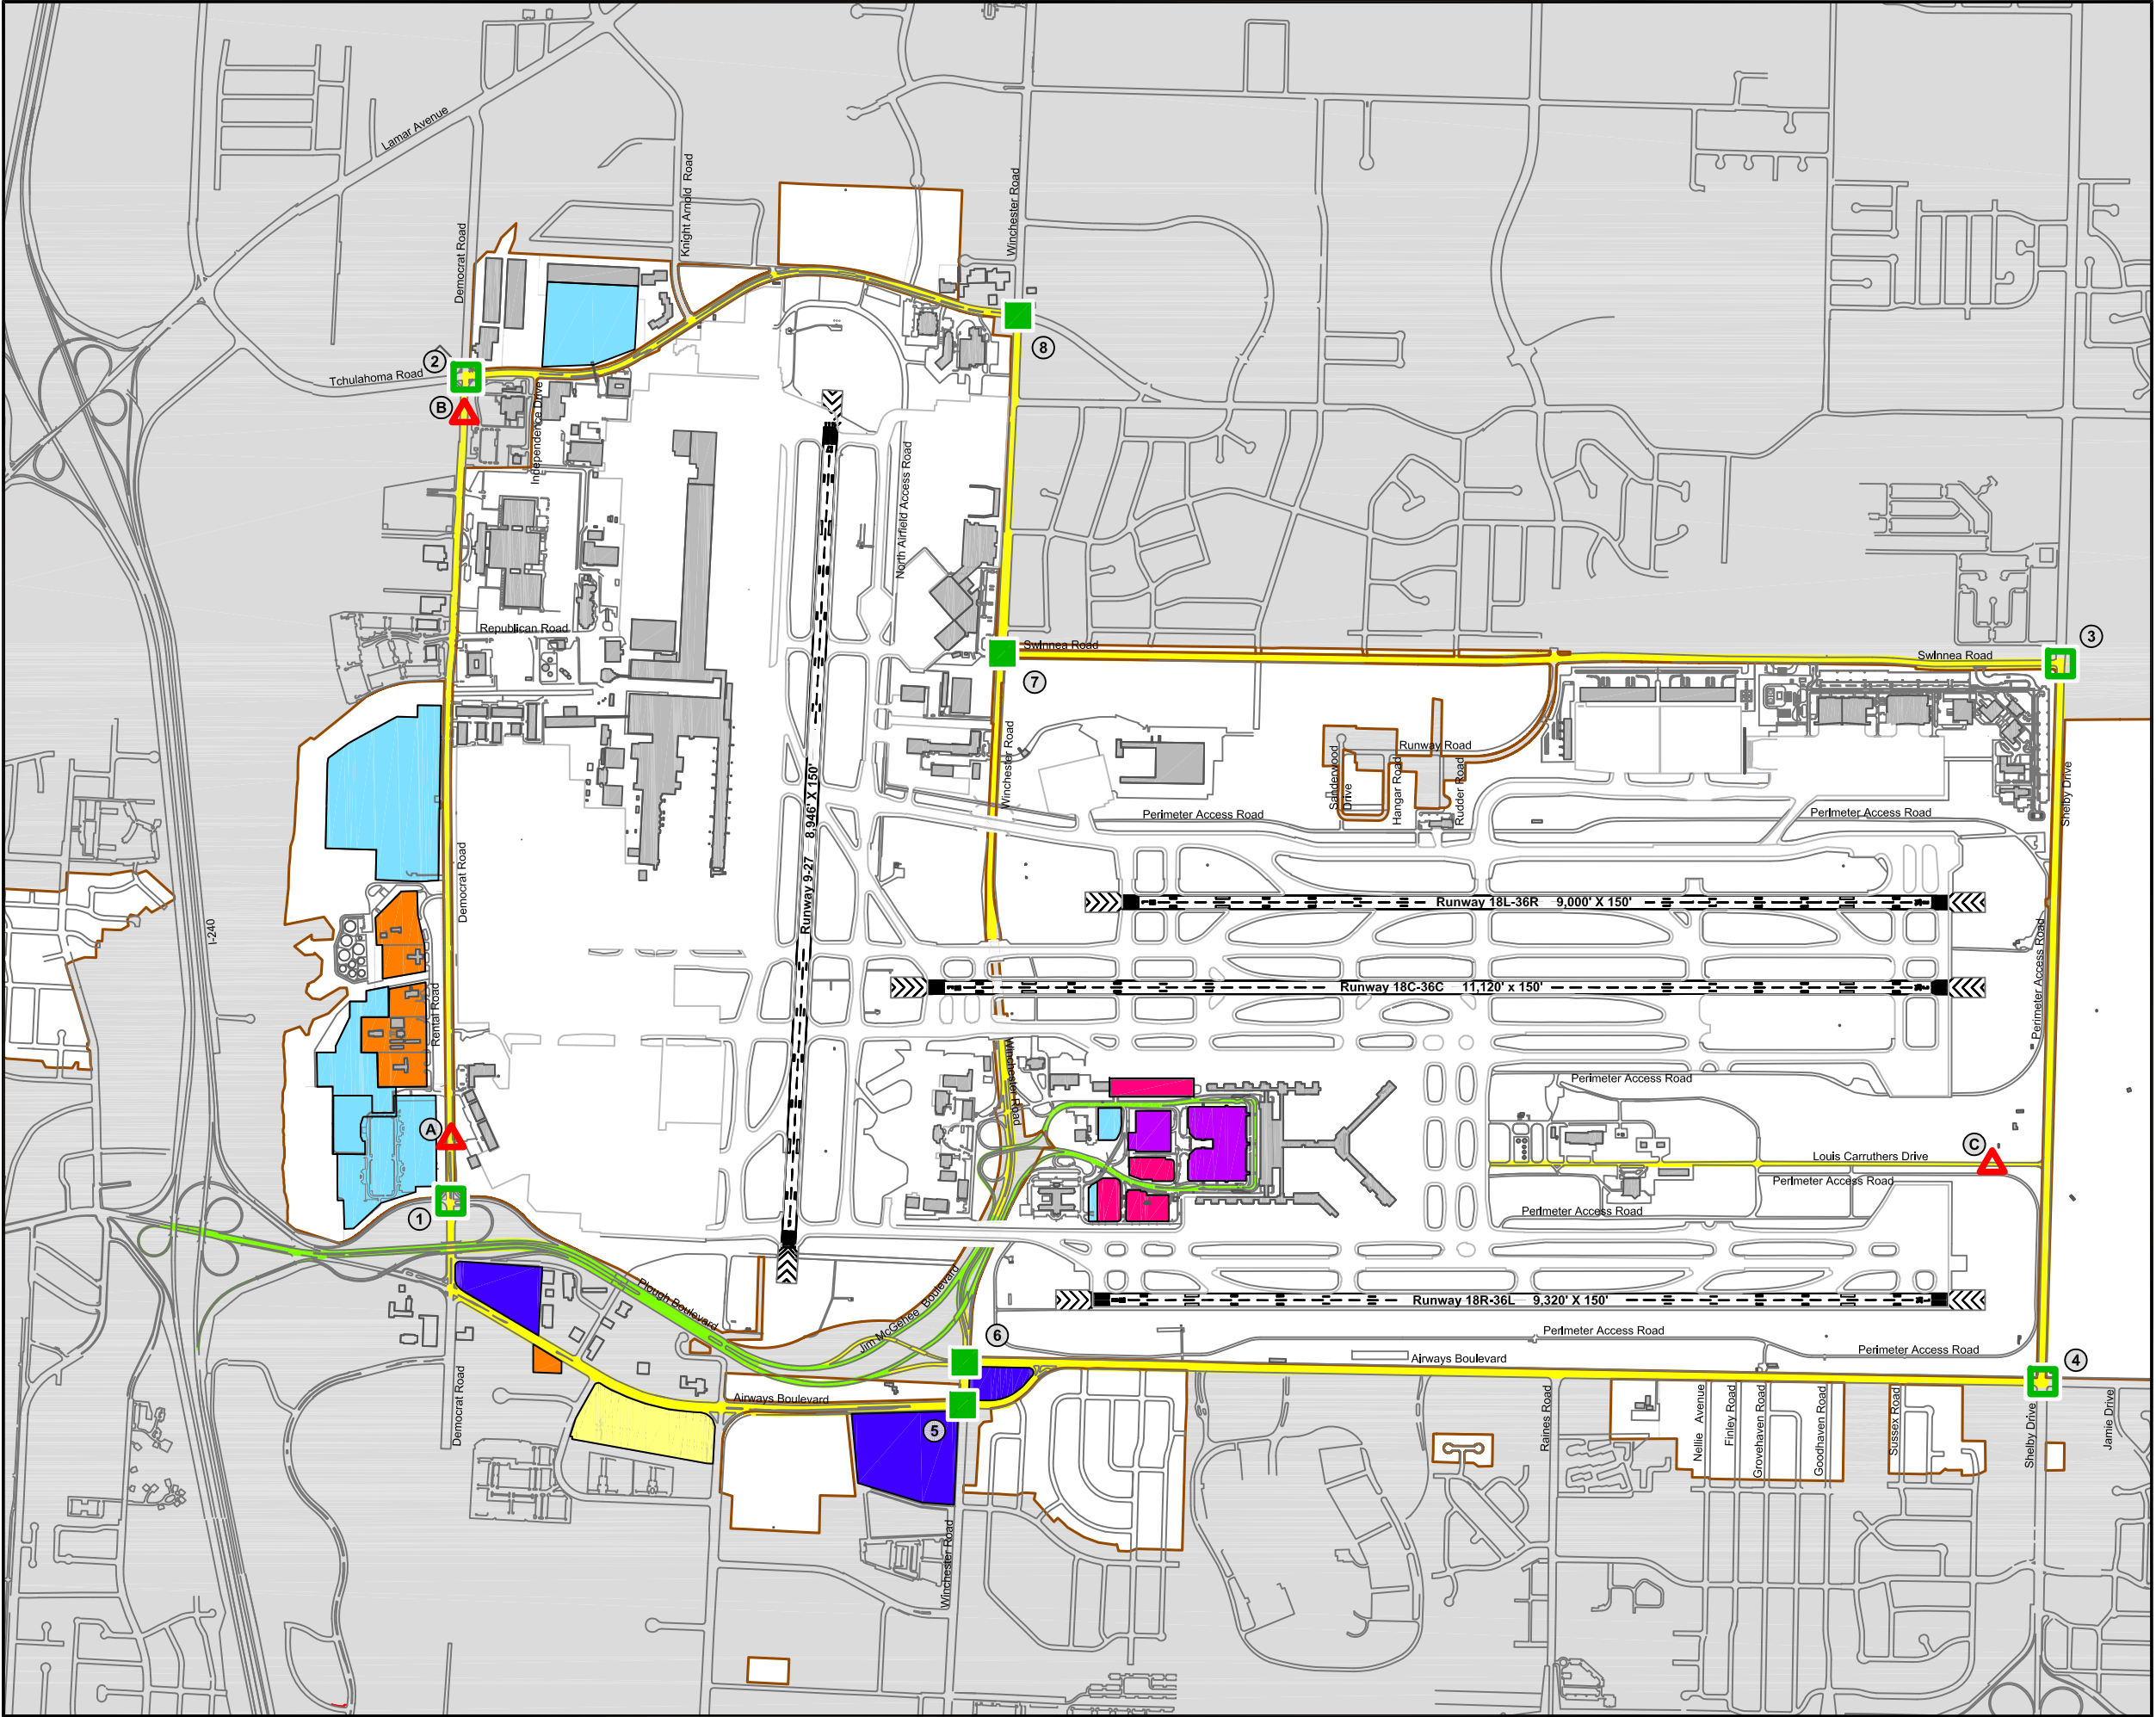 Lamar Avenue
Knight Arnold Road
Winchester Road
Democrat Road
8
2
Tchulahoma Road
B
Independence Drive
North Airfield Access Road
Republican Road
Swinnea Road
Swinnea Road
3
7
Winchester Road
Runway Road
Sanderwood
Drive
Hangar Road
Rudder Road
Shelby Drive
Perimeter Access Road
Perimeter Access Road
Runway 9-27 8,946' X 150'
Democrat Road
I-240
Runway 18L-36R 9,000' X 150'
Perimeter Access Road
Runway 18C-36C 11,120' x 150'
Rental Road
Winchester Road
Perimeter Access Road
A
Louis Carruthers Drive
C
Perimeter Access Road
Perimeter Access Road
1
Plough Boulevard
Jim McGehee Boulevard
Runway 18R-36L 9,320' X 150'
6
Perimeter Access Road
Perimeter Access Road
Airways Boulevard
4
Airways Boulevard
Democrat Road
5
Raines Road
Nellie Avenue
Finley Road
Grovehaven Road
Goodhaven Road
Sussex Road
Shelby Drive
Jamie Drive
Winchester Road